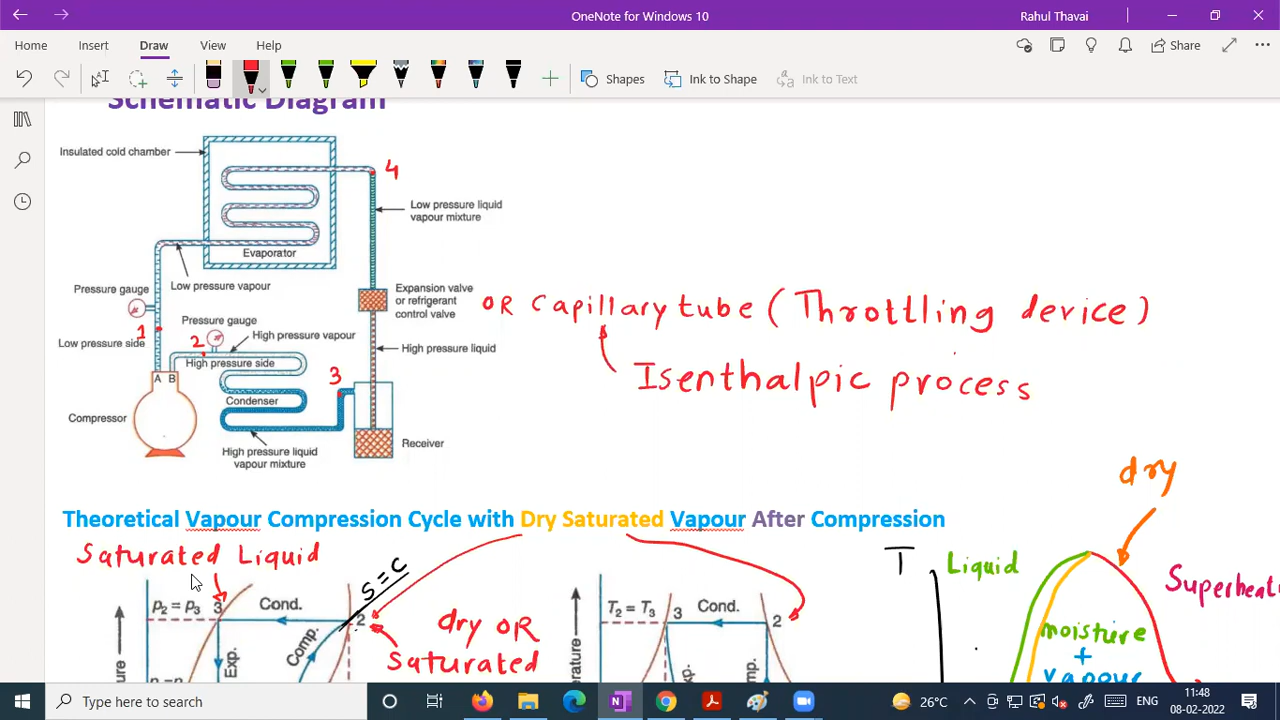 OneNote for Windows 10
Rahul Thavai
Home Insert Draw View Help
Share
Shapes
Ink to Shape
Ink to Text
Schematic Diagram
Insulated cold chamber
4
Low pressure liquid
vapour mixture
Evaporator
Pressure gauge
Low pressure vapour
Expansion valve
or refrigerant
control valve
OR Capillary tube (Throttling device)
1
Pressure gauge
High pressure vapour
Low pressure side
2
High pressure side
High pressure liquid
Isenthalpic process
A B
3
Condenser
Compressor
Receiver
High pressure liquid
vapour mixture
dry
Theoretical Vapour Compression Cycle with Dry Saturated Vapour After Compression
Saturated Liquid
S = C
T
Liquid
Superheat
p2 = p3 3 Cond. 2
T2 = T3 3 Cond. 2
dry OR
Saturated
moisture
+
vapour
Exp.
Comp.
Type here to search
26°C
ENG
11:48
08-02-2022